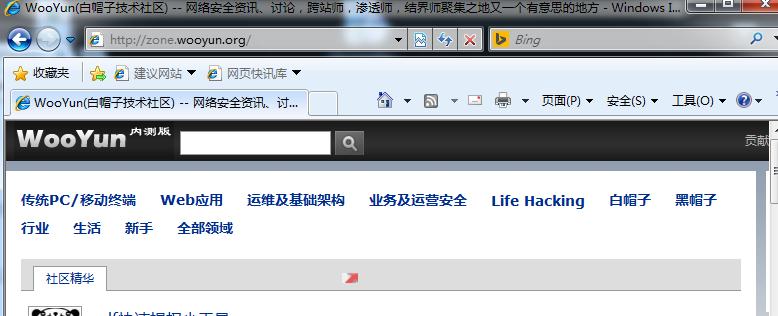 WooYun(白帽子技术社区) -- 网络安全资讯、讨论，跨站师，渗透师，结界师聚集之地又一个有意思的地方 - Windows I...
http://zone.wooyun.org/ Bing
收藏夹 建议网站 网页快讯库
WooYun(白帽子技术社区) -- 网络安全资讯、讨... 页面(P) 安全(S) 工具(O)
WooYun 内测版 贡献
传统PC/移动终端 Web应用 运维及基础架构 业务及运营安全 Life Hacking 白帽子 黑帽子
行业 生活 新手 全部领域
社区精华